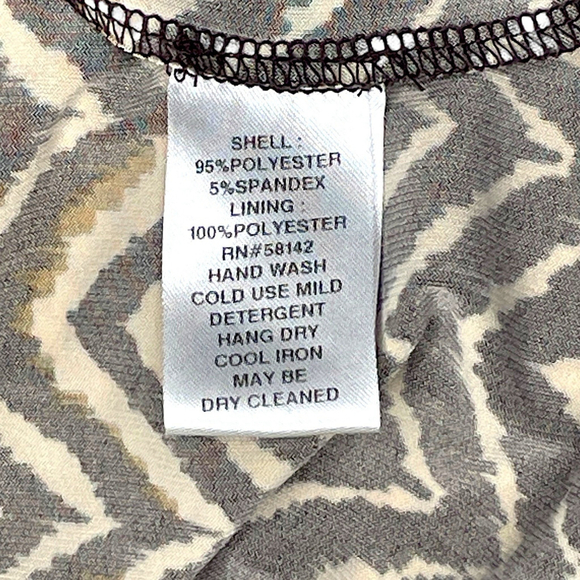 SHELL :
95%POLYESTER
5%SPANDEX
LINING :
100%POLYESTER
RN#58142
HAND WASH
COLD USE MILD
DETERGENT
HANG DRY
COOL IRON
MAY BE
DRY CLEANED